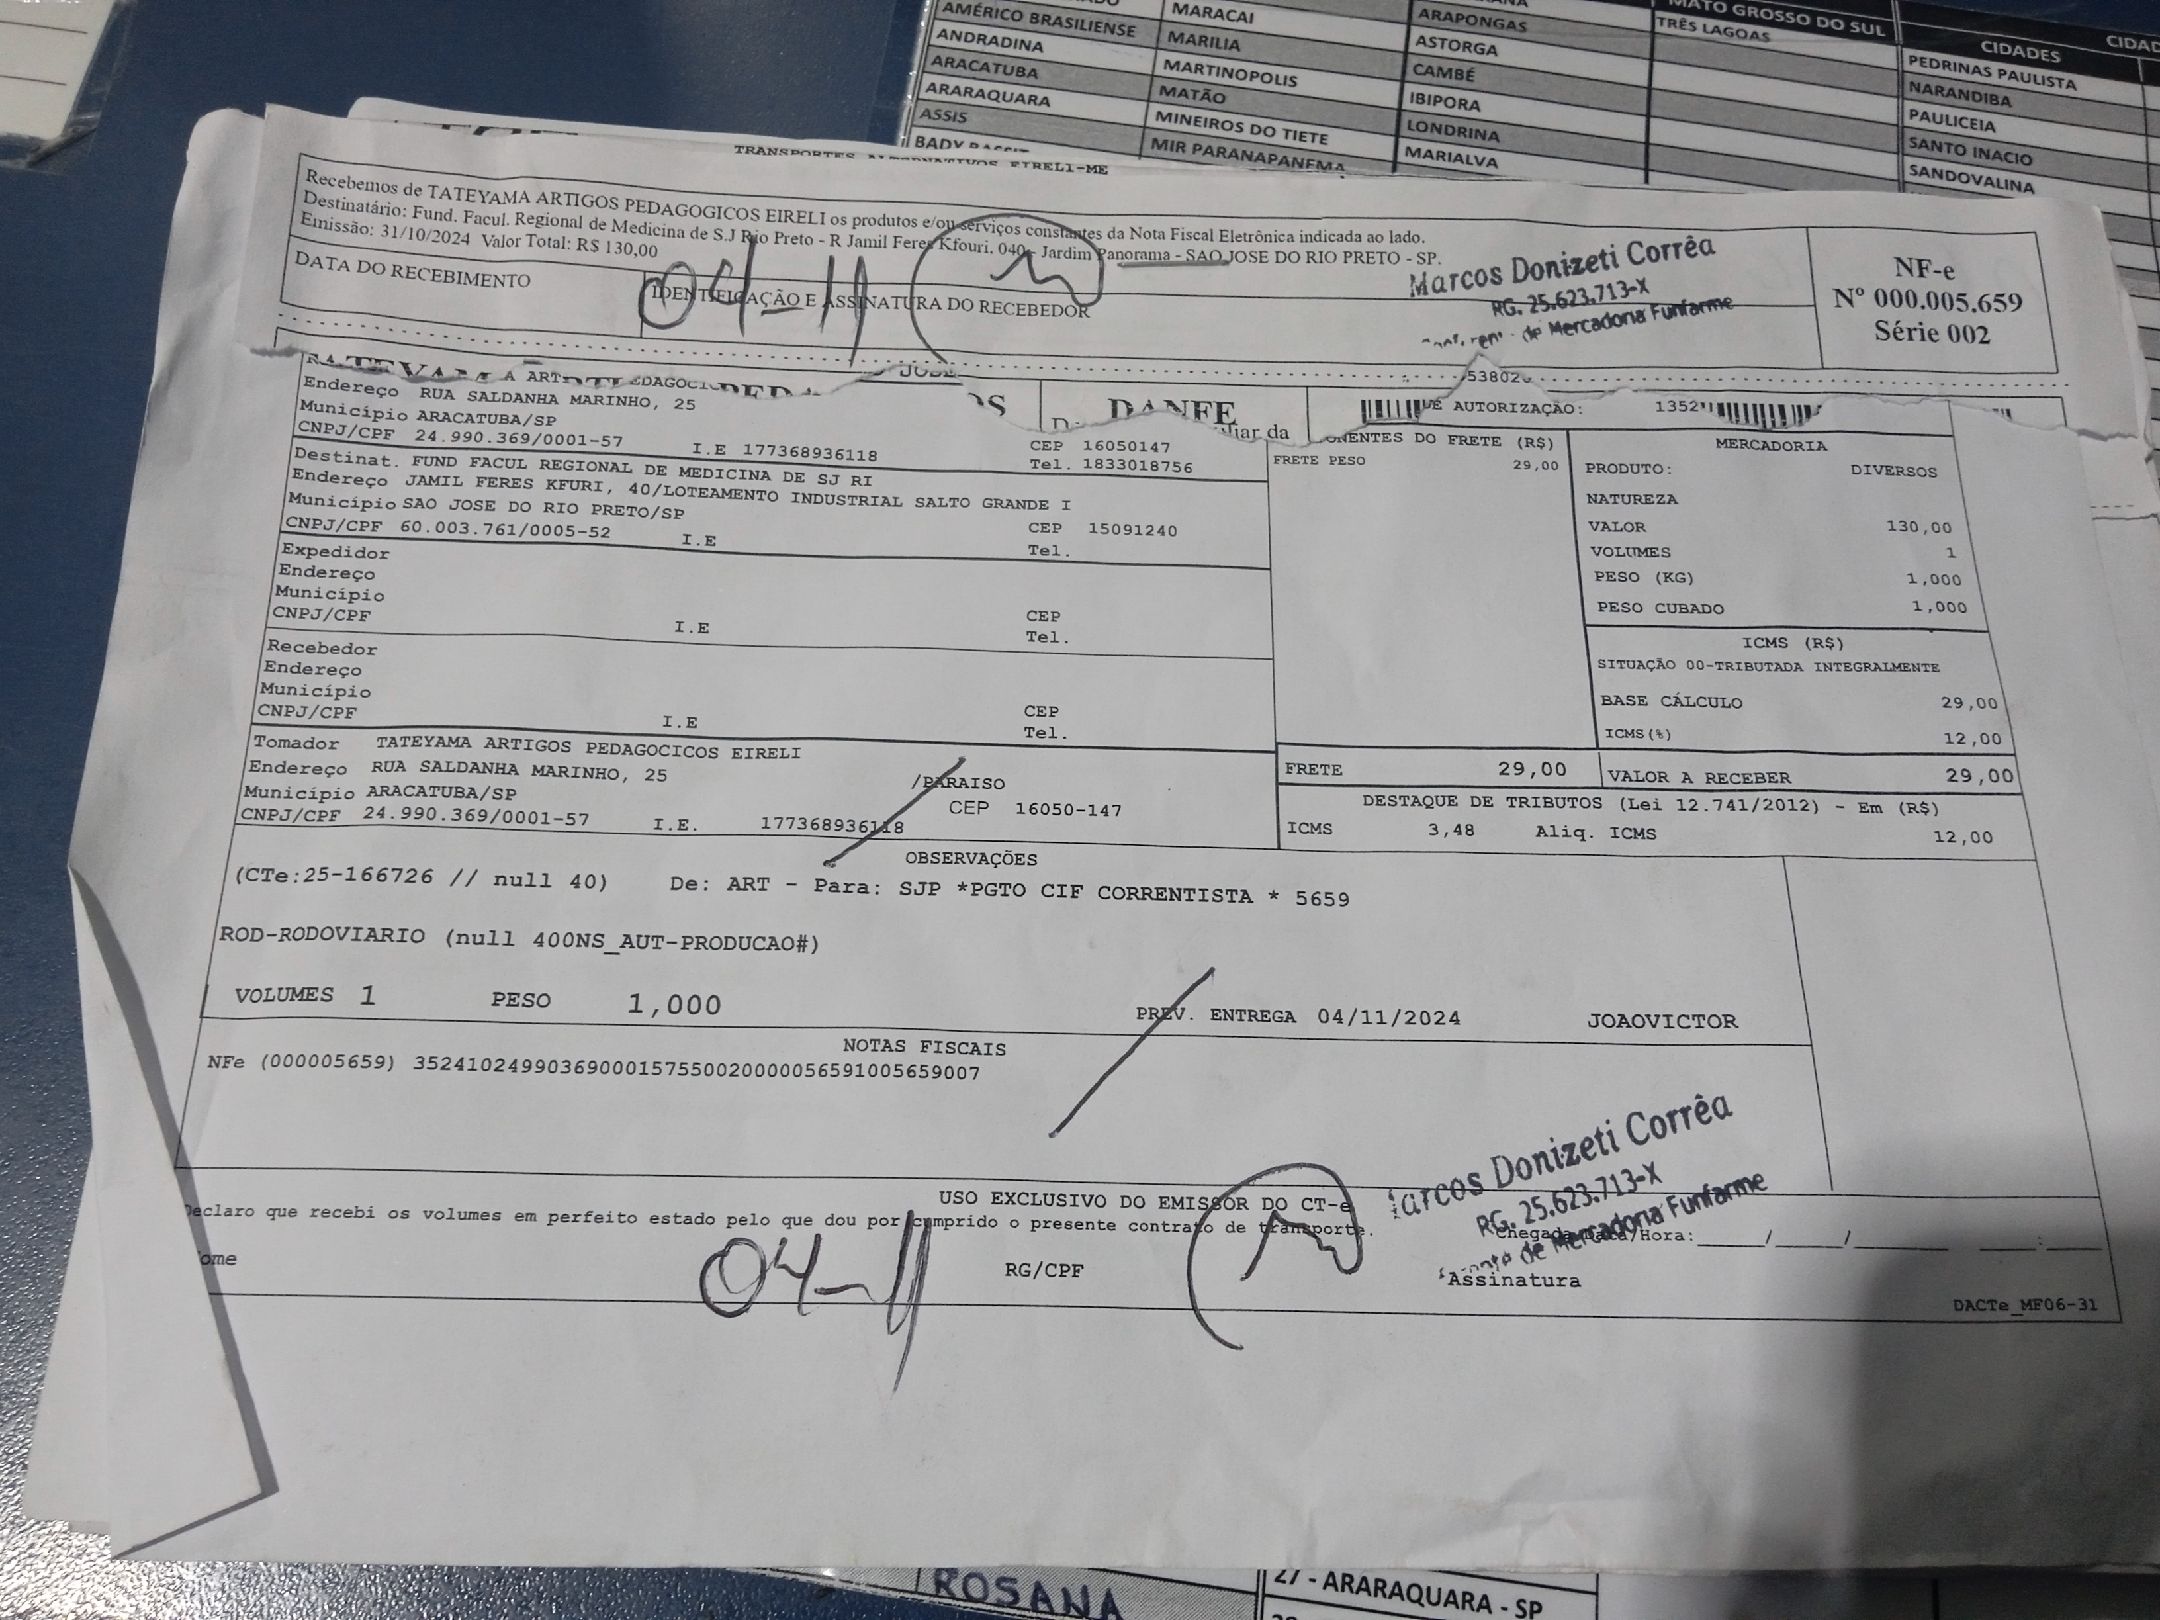 AMÉRICO BRASILIENSE
ANDRADINA
ARACATUBA
ARARAQUARA
ASSIS
MARACAI
MARILIA
MARTINOPOLIS
MATÃO
MINEIROS DO TIETE
MIR PARANAPANEMA
ARAPONGAS
ASTORGA
CAMBÉ
IBIPORA
LONDRINA
MARIALVA
MATO GROSSO DO SUL
TRÊS LAGOAS
CIDADES
PEDRINAS PAULISTA
NARANDIBA
PAULICEIA
SANTO INACIO
SANDOVALINA
Recebemos de TATEYAMA ARTIGOS PEDAGOGICOS EIRELI os produtos e/ou serviços constantes da Nota Fiscal Eletrônica indicada ao lado.
Destinatário: Fund. Facul. Regional de Medicina de S.J Rio Preto - R Jamil Feres Kfouri, 040 - Jardim Panorama - SAO JOSE DO RIO PRETO - SP.
Emissão: 31/10/2024 Valor Total: R$ 130,00
DATA DO RECEBIMENTO
IDENTIFICAÇÃO E ASSINATURA DO RECEBEDOR
04-11
Marcos Donizeti Corrêa
RG. 25.623.713-X
de Mercadoria Funfarme
NF-e
Nº 000.005.659
Série 002
DANFE
AUTORIZAÇÃO:
Endereço RUA SALDANHA MARINHO, 25
Município ARACATUBA/SP
CNPJ/CPF 24.990.369/0001-57 I.E 177368936118
CEP 16050147
Tel. 1833018756
Destinat. FUND FACUL REGIONAL DE MEDICINA DE SJ RI
Endereço JAMIL FERES KFURI, 40/LOTEAMENTO INDUSTRIAL SALTO GRANDE I
Município SAO JOSE DO RIO PRETO/SP
CNPJ/CPF 60.003.761/0005-52 I.E
CEP 15091240
Tel.
Expedidor
Endereço
Município
CNPJ/CPF I.E
CEP
Tel.
Recebedor
Endereço
Município
CNPJ/CPF I.E
CEP
Tel.
Tomador TATEYAMA ARTIGOS PEDAGOCICOS EIRELI
Endereço RUA SALDANHA MARINHO, 25 /PARAISO
Município ARACATUBA/SP CEP 16050-147
CNPJ/CPF 24.990.369/0001-57 I.E. 177368936118
DO FRETE (R$)
FRETE PESO 29,00
MERCADORIA
PRODUTO: DIVERSOS
NATUREZA
VALOR 130,00
VOLUMES 1
PESO (KG) 1,000
PESO CUBADO 1,000
ICMS (R$)
SITUAÇÃO 00-TRIBUTADA INTEGRALMENTE
BASE CÁLCULO 29,00
ICMS(%) 12,00
FRETE 29,00
VALOR A RECEBER 29,00
DESTAQUE DE TRIBUTOS (Lei 12.741/2012) - Em (R$)
ICMS 3,48 Aliq. ICMS 12,00
OBSERVAÇÕES
(CTe:25-166726 // null 40) De: ART - Para: SJP *PGTO CIF CORRENTISTA * 5659
ROD-RODOVIARIO (null 400NS_AUT-PRODUCAO#)
VOLUMES 1 PESO 1,000 PREV. ENTREGA 04/11/2024 JOAOVICTOR
NOTAS FISCAIS
NFe (000005659) 35241024990369000157550020000056591005659007
USO EXCLUSIVO DO EMISSOR DO CT-e
Declaro que recebi os volumes em perfeito estado pelo que dou por cumprido o presente contrato de transporte.
Marcos Donizeti Corrêa
RG. 25.623.713-X
de Mercadoria Funfarme
Chegada Data/Hora: ____/____/____ __:__
04-11
RG/CPF
Assinatura
DACTe_MF06-31
ROSANA
27 - ARARAQUARA - SP